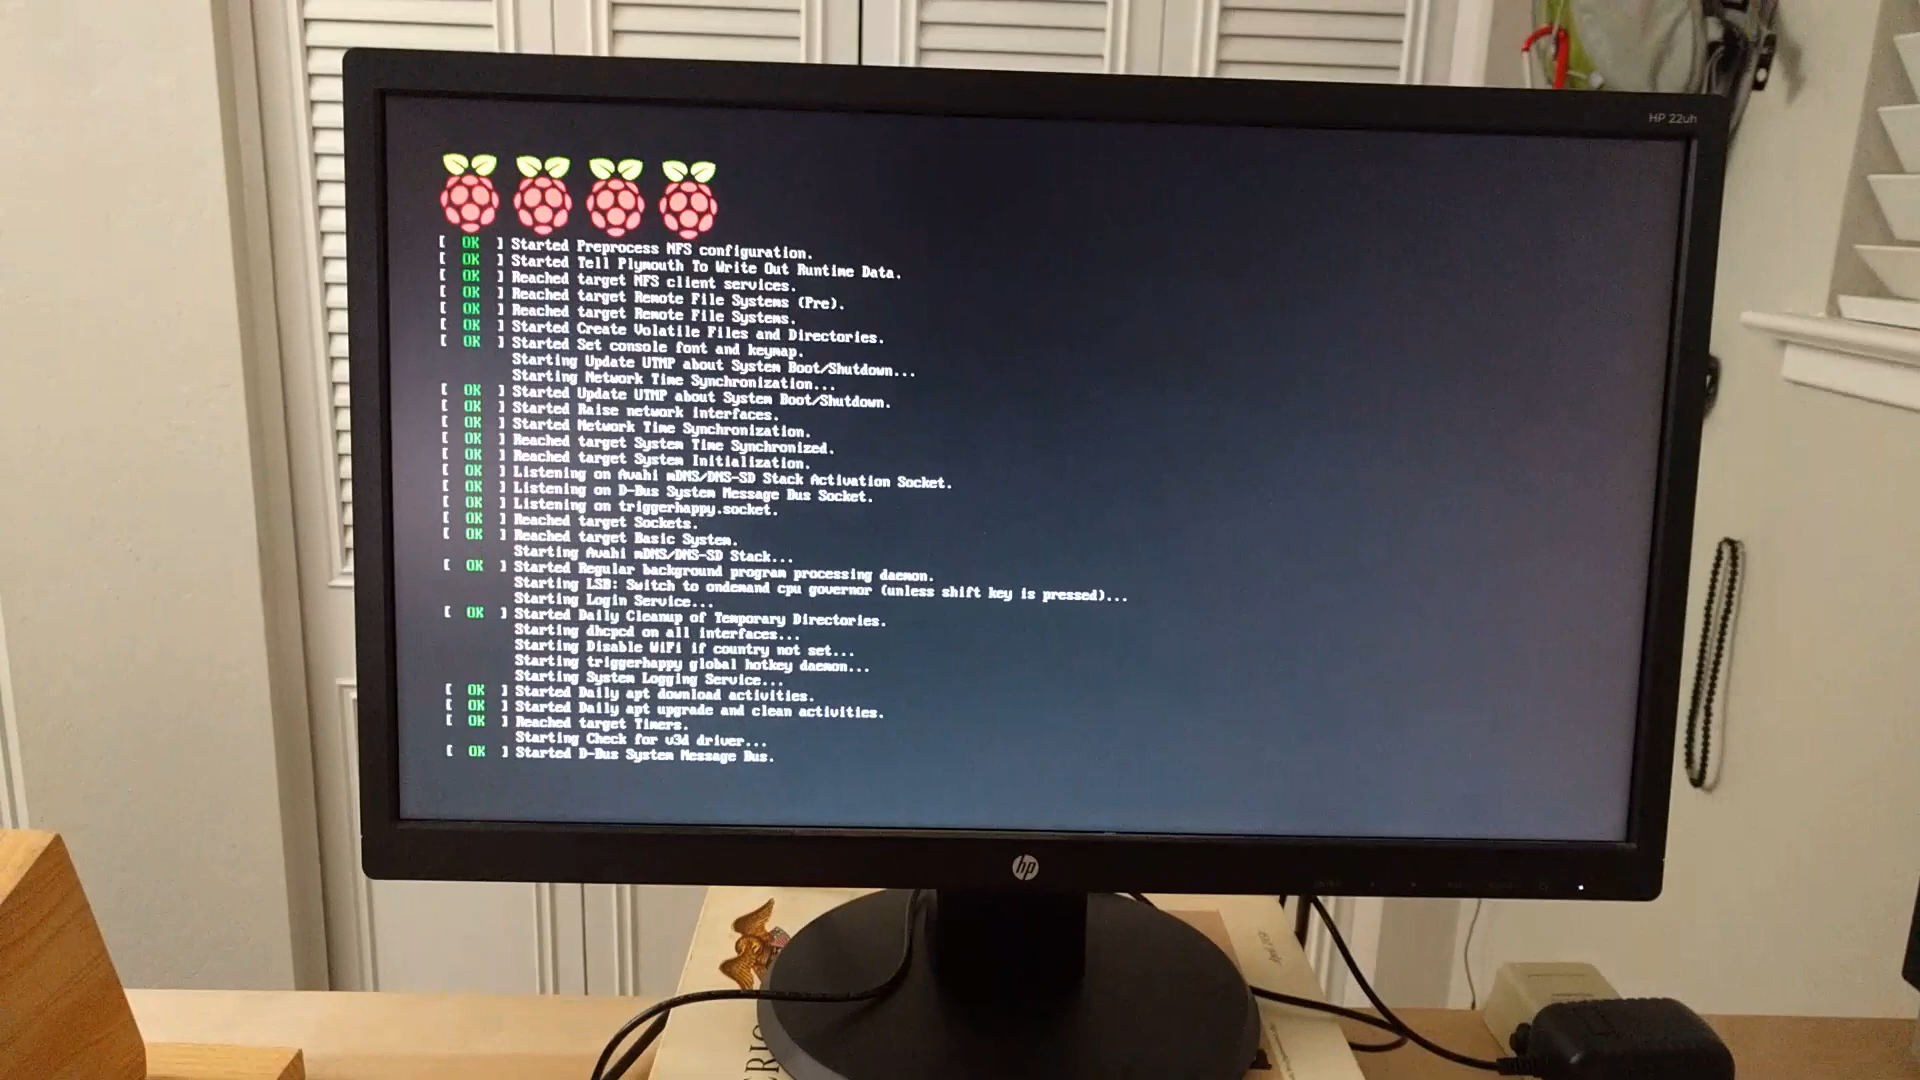 HP 22uh
[ OK ] Started Preprocess NFS configuration.
[ OK ] Started Tell Plymouth To Write Out Runtime Data.
[ OK ] Reached target NFS client services.
[ OK ] Reached target Remote File Systems (Pre).
[ OK ] Reached target Remote File Systems.
[ OK ] Started Create Volatile Files and Directories.
[ OK ] Started Set console font and keymap.
Starting Update UTMP about System Boot/Shutdown...
Starting Network Time Synchronization...
[ OK ] Started Update UTMP about System Boot/Shutdown.
[ OK ] Started Raise network interfaces.
[ OK ] Started Network Time Synchronization.
[ OK ] Reached target System Time Synchronized.
[ OK ] Reached target System Initialization.
[ OK ] Listening on Avahi mDNS/DNS-SD Stack Activation Socket.
[ OK ] Listening on D-Bus System Message Bus Socket.
[ OK ] Listening on triggerhappy.socket.
[ OK ] Reached target Sockets.
[ OK ] Reached target Basic System.
Starting Avahi mDNS/DNS-SD Stack...
[ OK ] Started Regular background program processing daemon.
Starting LSB: Switch to ondemand cpu governor (unless shift key is pressed)...
Starting Login Service...
[ OK ] Started Daily Cleanup of Temporary Directories.
Starting dhcpcd on all interfaces...
Starting Disable WiFi if country not set...
Starting triggerhappy global hotkey daemon...
Starting System Logging Service...
[ OK ] Started Daily apt download activities.
[ OK ] Started Daily apt upgrade and clean activities.
[ OK ] Reached target Timers.
Starting Check for v3d driver...
[ OK ] Started D-Bus System Message Bus.
hp